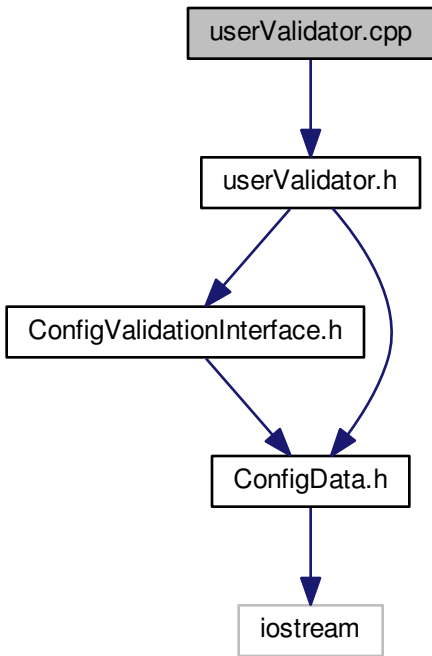 userValidator.cpp
userValidator.h
ConfigValidationInterface.h
ConfigData.h
iostream